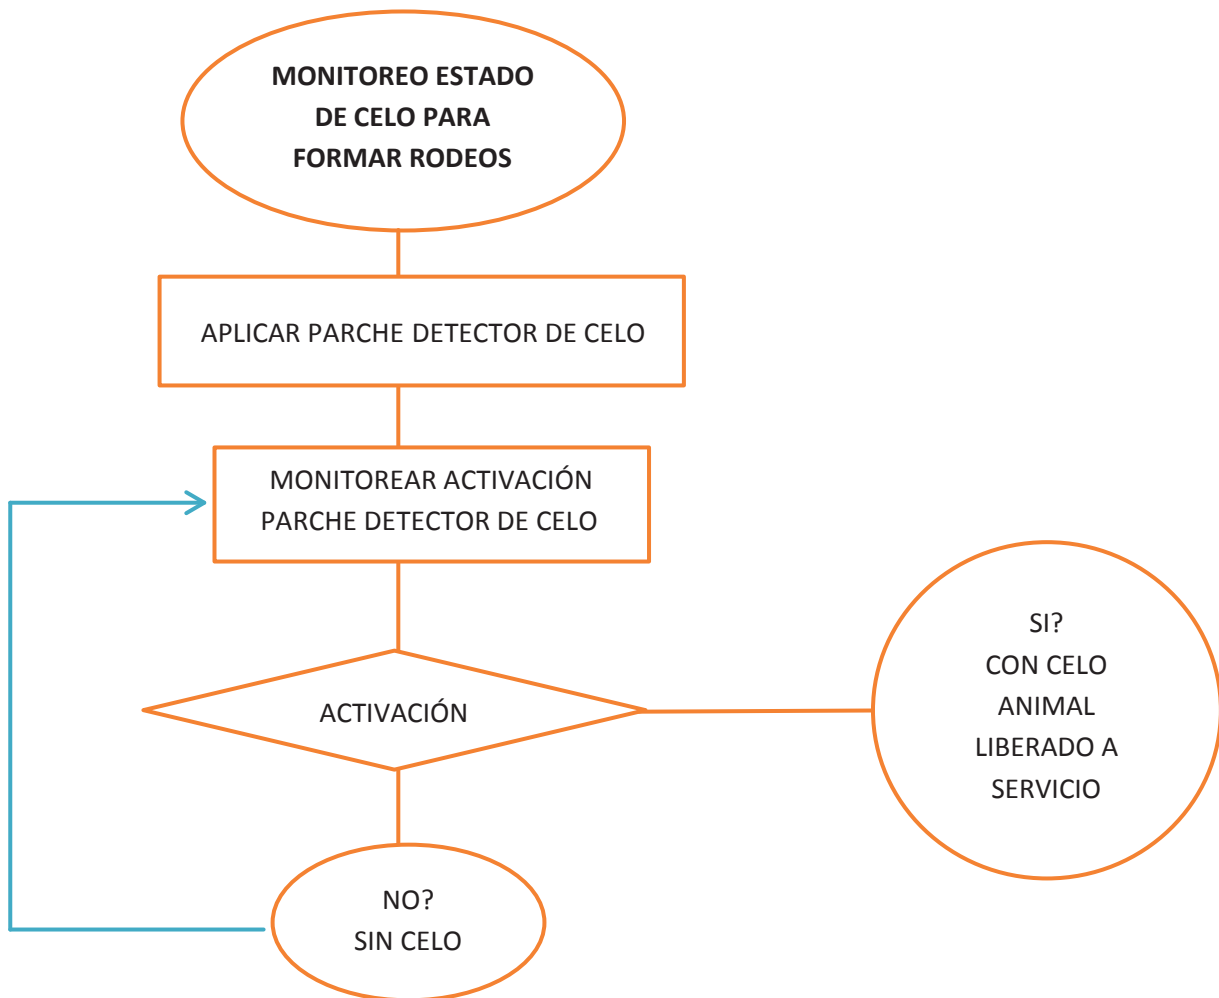 MONITOREO ESTADO
DE CELO PARA
FORMAR RODEOS
APLICAR PARCHE DETECTOR DE CELO
MONITOREAR ACTIVACIÓN
PARCHE DETECTOR DE CELO
ACTIVACIÓN
SI?
CON CELO
ANIMAL
LIBERADO A
SERVICIO
NO?
SIN CELO